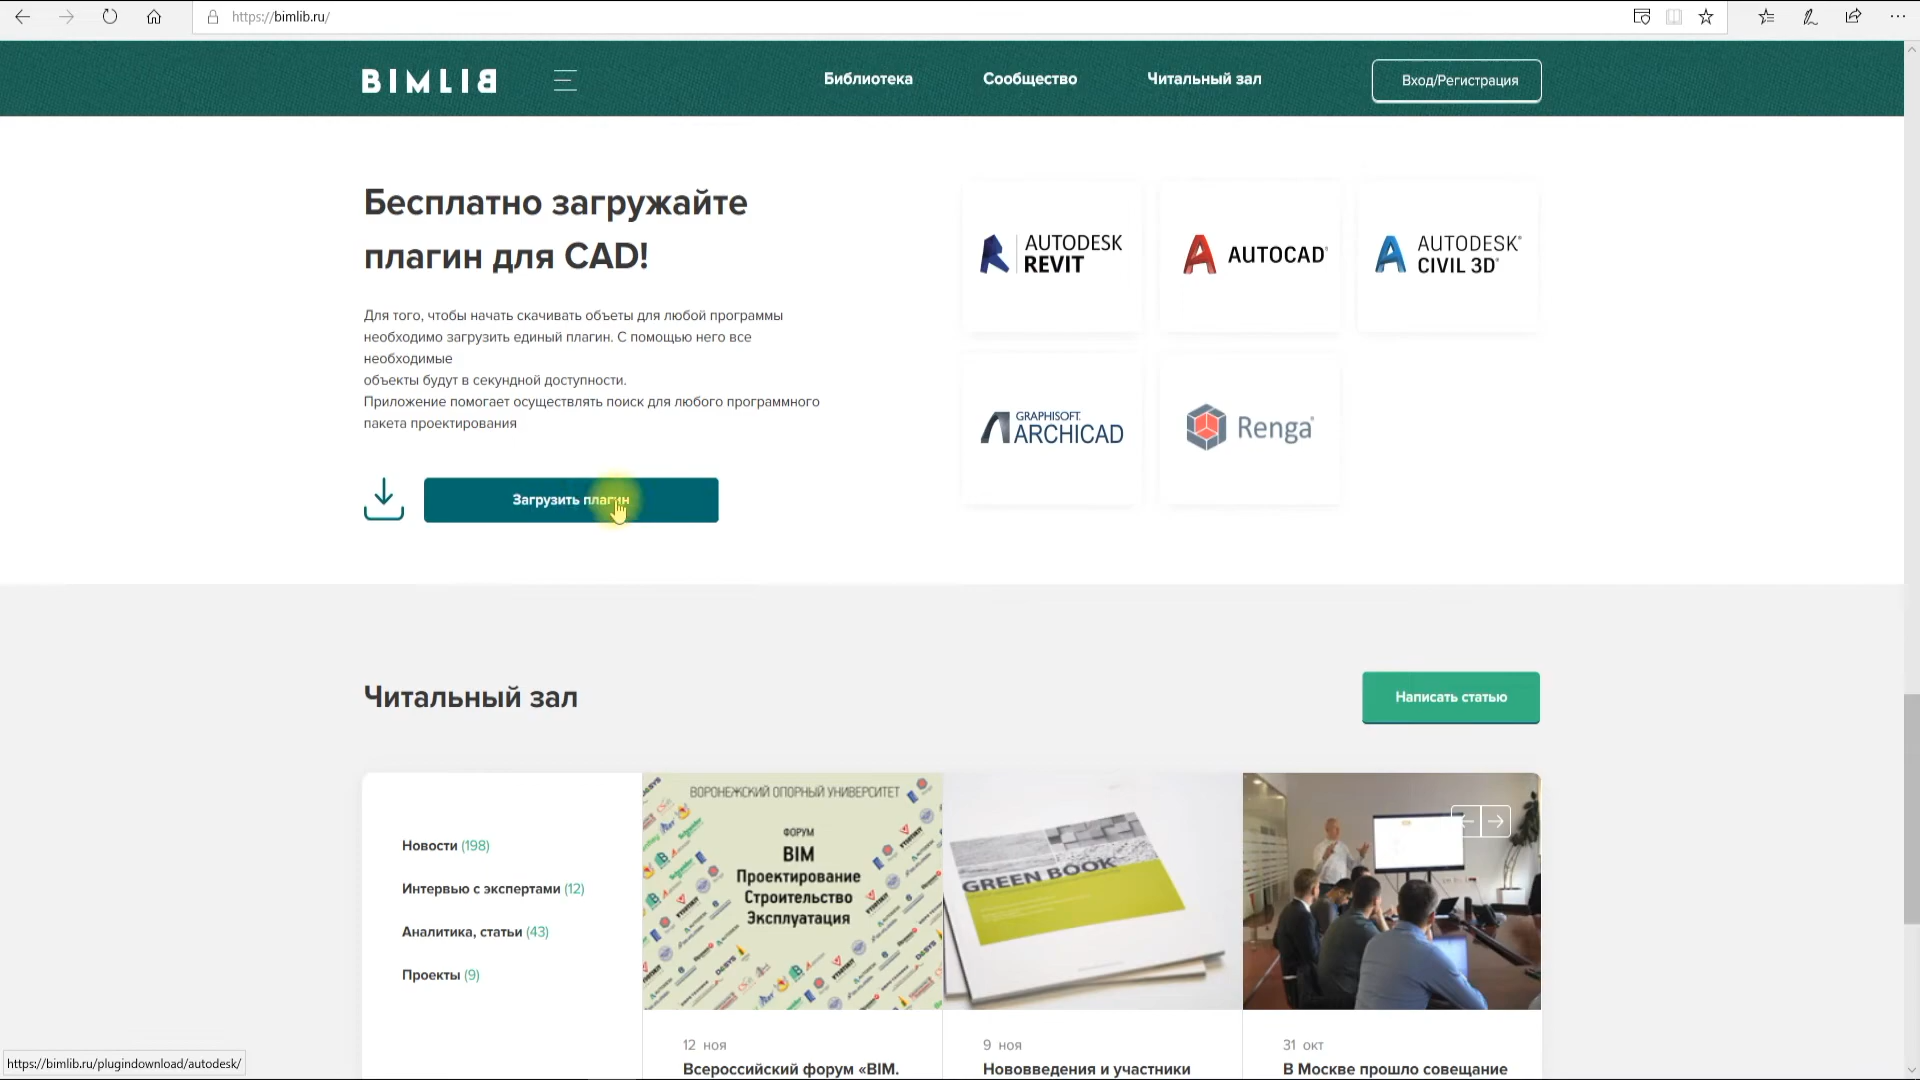 https://bimlib.ru/
BIMLIB
Библиотека
Сообщество
Читальный зал
Вход/Регистрация
Бесплатно загружайте
плагин для CAD!
Для того, чтобы начать скачивать объеты для любой программы
необходимо загрузить единый плагин. С помощью него все
необходимые
объекты будут в секундной доступности.
Приложение помогает осуществлять поиск для любого программного
пакета проектирования
Загрузить плагин
AUTODESK
REVIT
AUTOCAD
AUTODESK
CIVIL 3D
GRAPHISOFT
ARCHICAD
Renga
Читальный зал
Написать статью
Новости (198)
Интервью с экспертами (12)
Аналитика, статьи (43)
Проекты (9)
ВОРОНЕЖСКИЙ ОПОРНЫЙ УНИВЕРСИТЕТ
ФОРУМ
BIM
Проектирование
Строительство
Эксплуатация
GREEN BOOK
12 ноя
Всероссийский форум «BIM.
9 ноя
Нововведения и участники
31 окт
В Москве прошло совещание
https://bimlib.ru/plugindownload/autodesk/